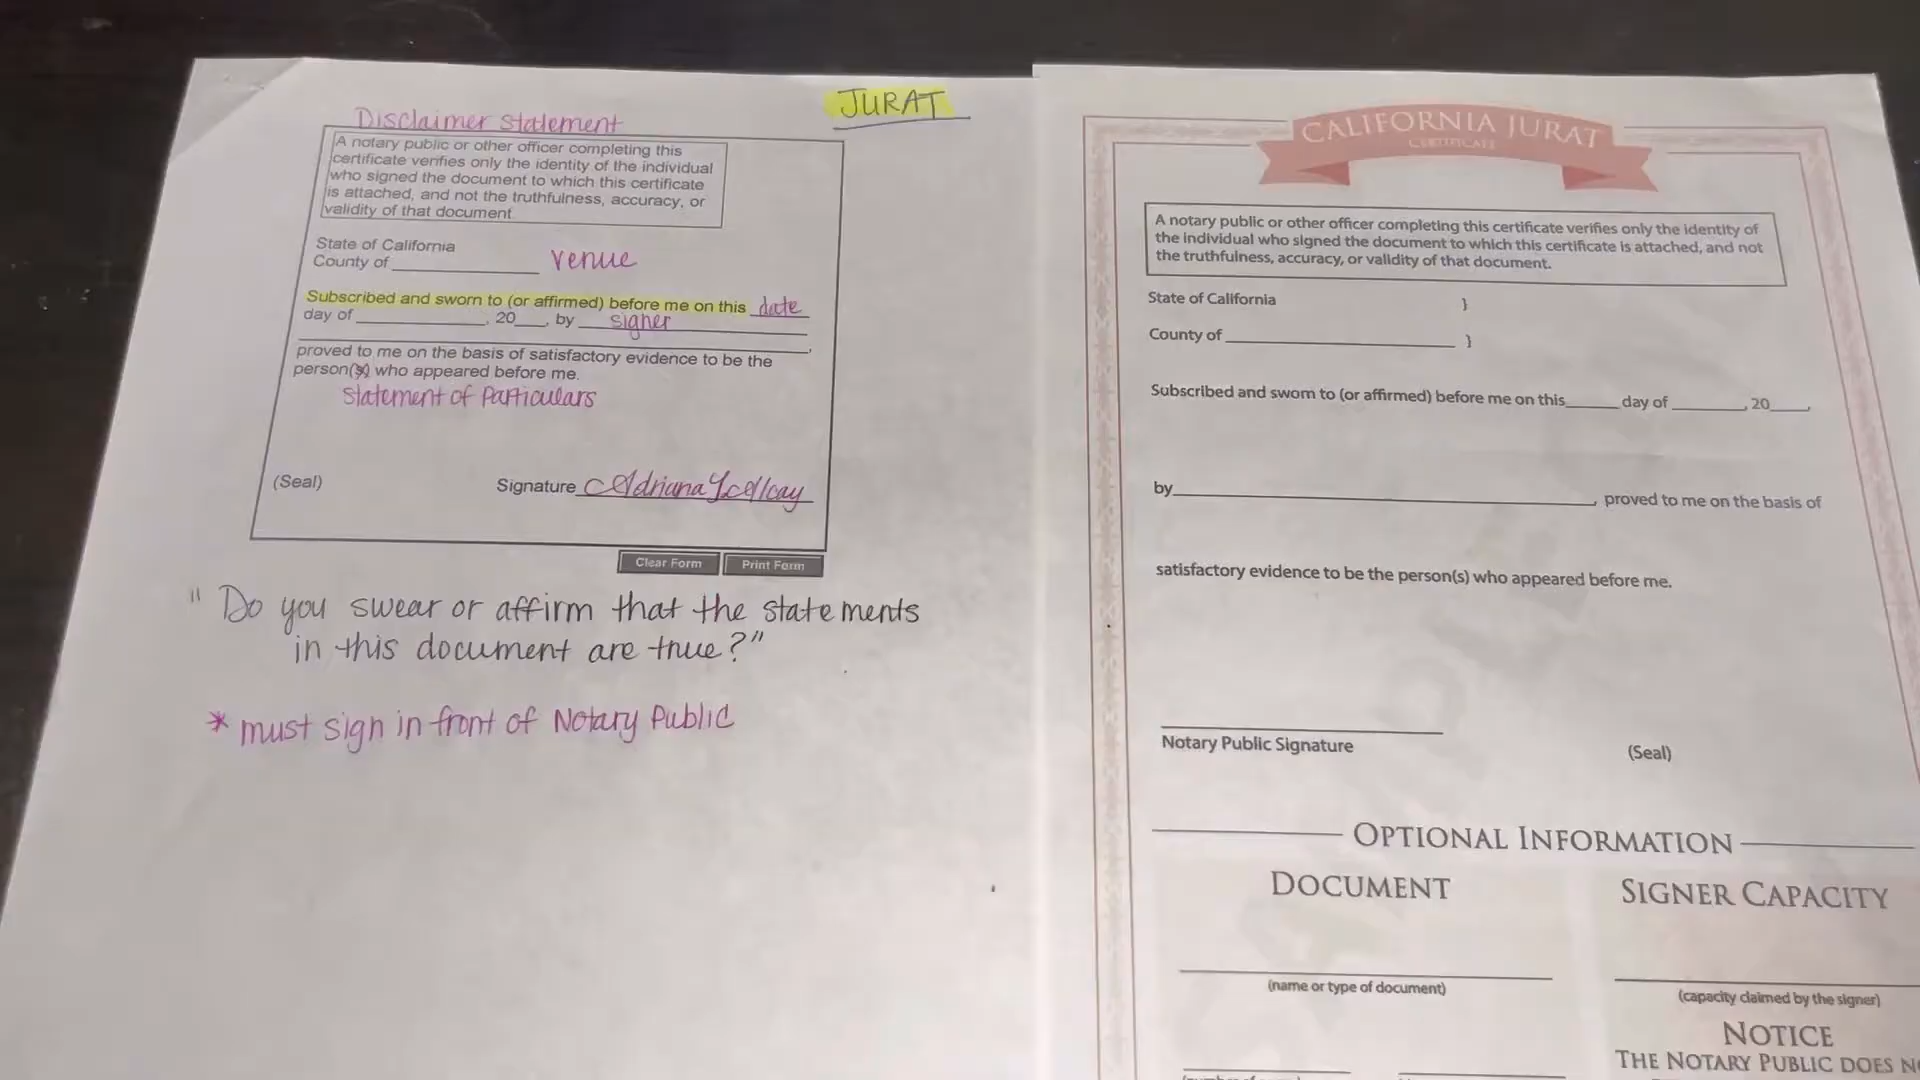 JURAT
Disclaimer Statement
A notary public or other officer completing this
certificate verifies only the identity of the individual
who signed the document to which this certificate
is attached, and not the truthfulness, accuracy, or
validity of that document
State of California
County of venue
Subscribed and sworn to (or affirmed) before me on this date
day of , 20 , by signer
proved to me on the basis of satisfactory evidence to be the
person(s) who appeared before me.
Statement of Particulars
(Seal) Signature Adriana
Clear Form Print Form
"Do you swear or affirm that the statements
in this document are true?"
* must sign in front of Notary Public
CALIFORNIA JURAT
CERTIFICATE
A notary public or other officer completing this certificate verifies only the identity of
the individual who signed the document to which this certificate is attached, and not
the truthfulness, accuracy, or validity of that document.
State of California }
County of }
Subscribed and sworn to (or affirmed) before me on this day of , 20 ,
by , proved to me on the basis of
satisfactory evidence to be the person(s) who appeared before me.
Notary Public Signature (Seal)
OPTIONAL INFORMATION
DOCUMENT SIGNER CAPACITY
(name or type of document) (capacity claimed by the signer)
NOTICE
THE NOTARY PUBLIC DOES